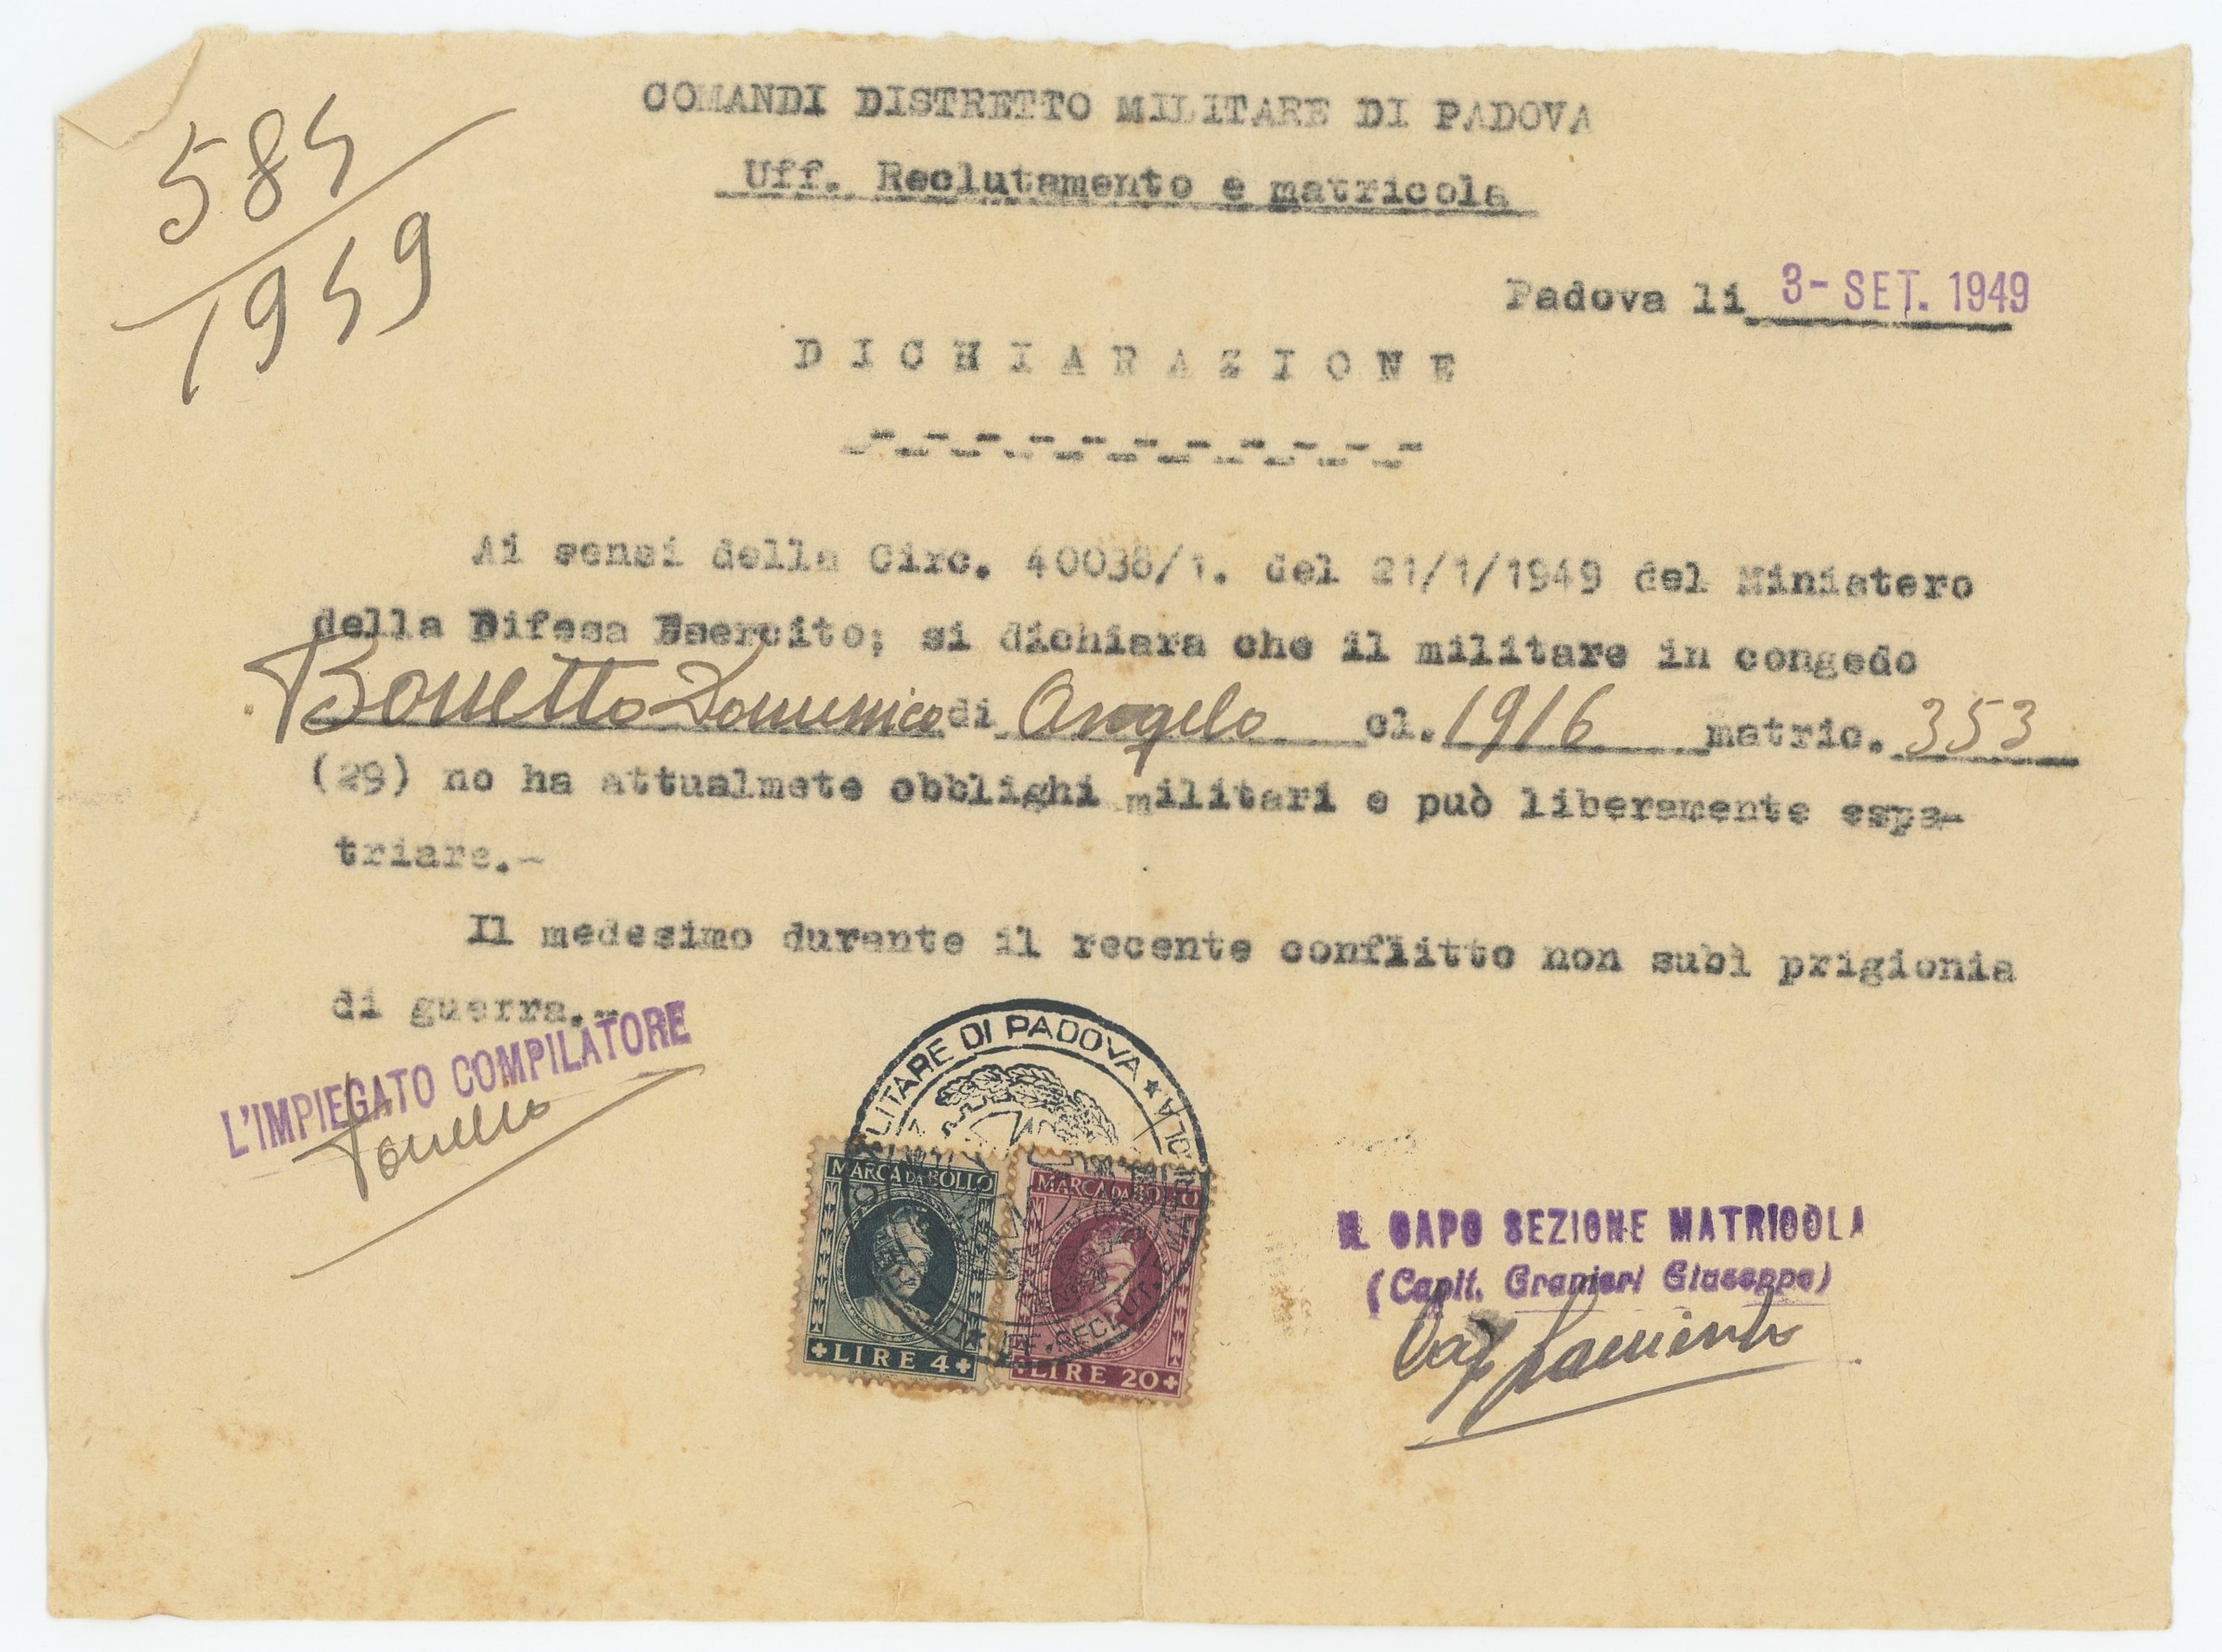 584
1949
COMANDI DISTRETTO MILITARE DI PADOVA
Uff. Reclutamento e matricola
Padova li 3- SET. 1949
DICHIARAZIONE
-_-_-_-_-_-_-_-_-_-_-_-
Ai sensi della Circ. 40038/1. del 21/1/1949 del Ministero
della Difesa Esercito; si dichiara che il militare in congedo
Bonetto Domenico di Angelo cl. 1916 matric. 353
(29) no ha attualmete obblighi militari e può liberamente espa-
triare.-
Il medesimo durante il recente conflitto non subì prigionia
di guerra.-
L'IMPIEGATO COMPILATORE
LITARE DI PADOVA ★
MARCA DA BOLLO
LIRE 4
MARCA DA BOLLO
LIRE 20
IL CAPO SEZIONE MATRICOLA
(Capit. Granieri Giuseppe)